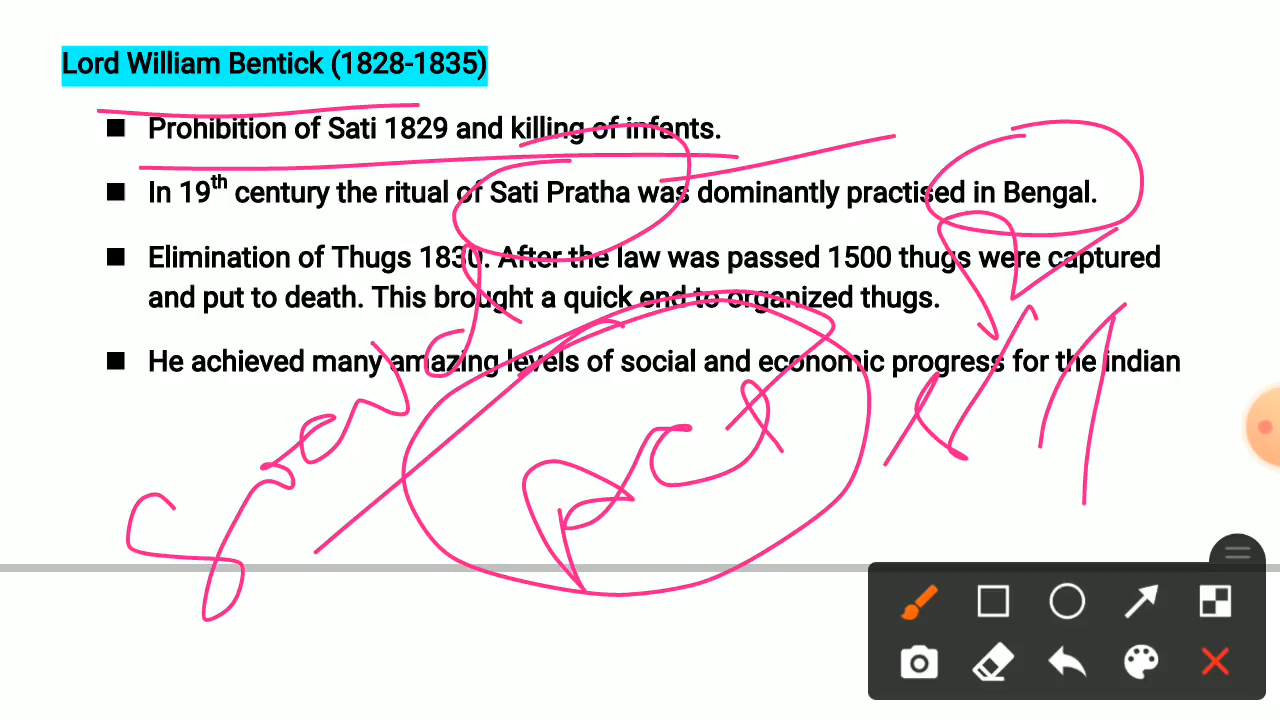 Lord William Bentick (1828-1835)
■ Prohibition of Sati 1829 and killing of infants.
■ In 19th century the ritual of Sati Pratha was dominantly practised in Bengal.
■ Elimination of Thugs 1830. After the law was passed 1500 thugs were captured
and put to death. This brought a quick end to organized thugs.
■ He achieved many amazing levels of social and economic progress for the indian